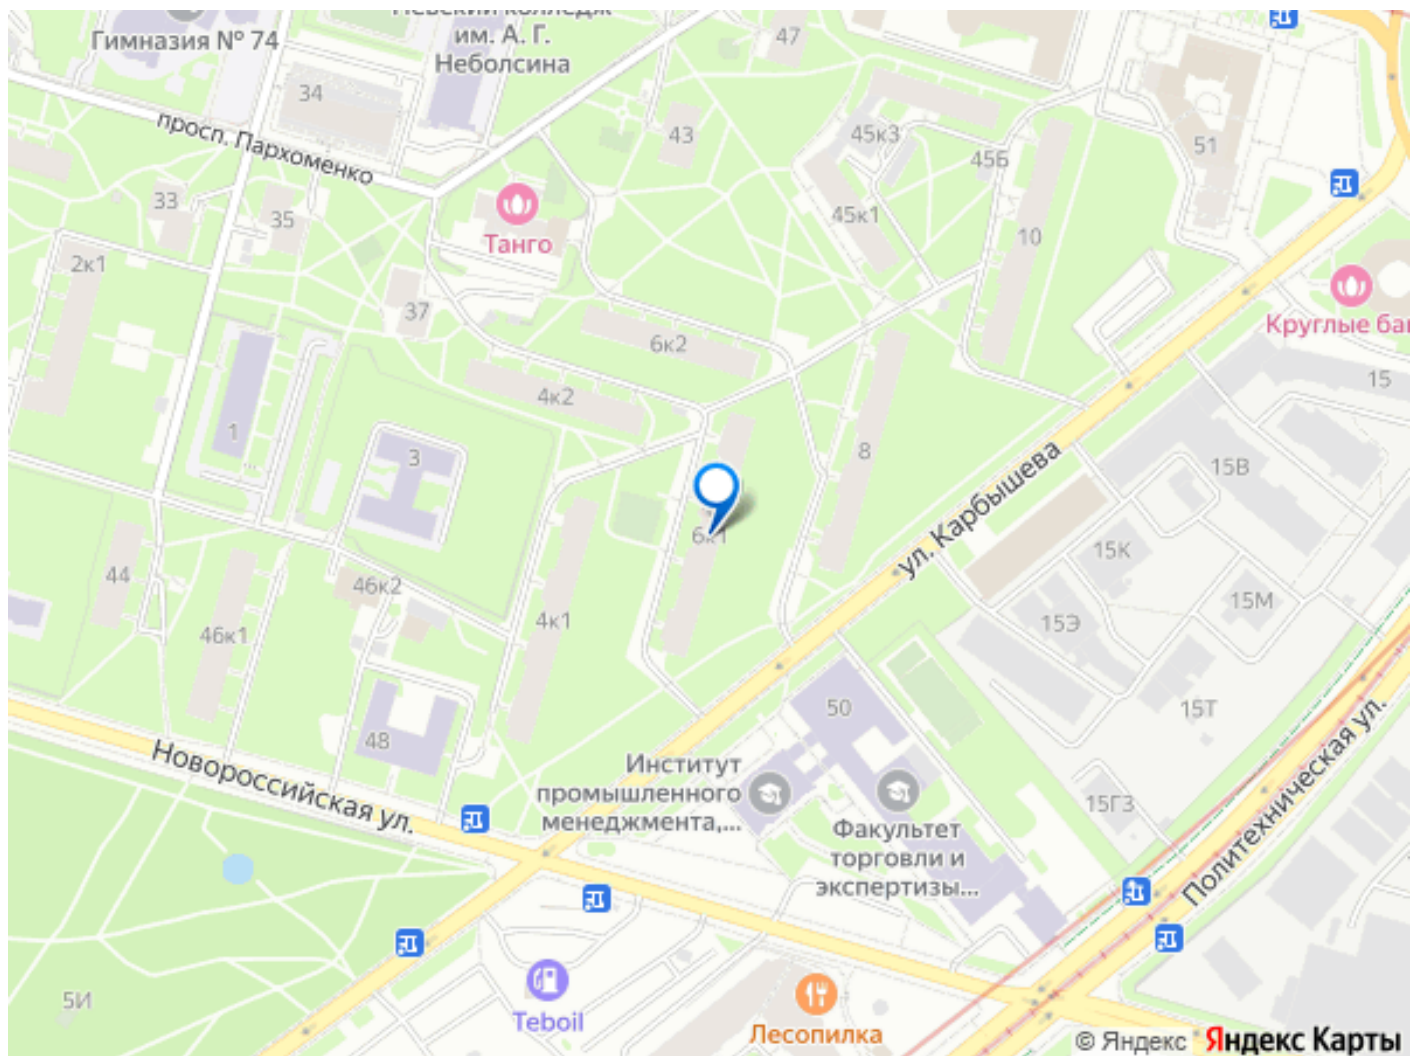 Невский колледж
им. А. Г.
Неболсина
Гимназия № 74
47
34
просп. Пархоменко
43
45к3
45Б
51
33
35
Танго
45к1
10
2к1
37
6к2
Круглые ба
15
4к2
1
...
3
8
15В
ул. Карбышева
6к1
15К
44
46к2
15М
46к1
4к1
15Э
50
15Т
48
Новороссийская ул.
Институт
промышленного
менеджмента,...
Факультет
торговли и
экспертизы...
15Г3
Политехническая ул.
5И
Teboil
Лесопилка
© Яндекс Яндекс Карты